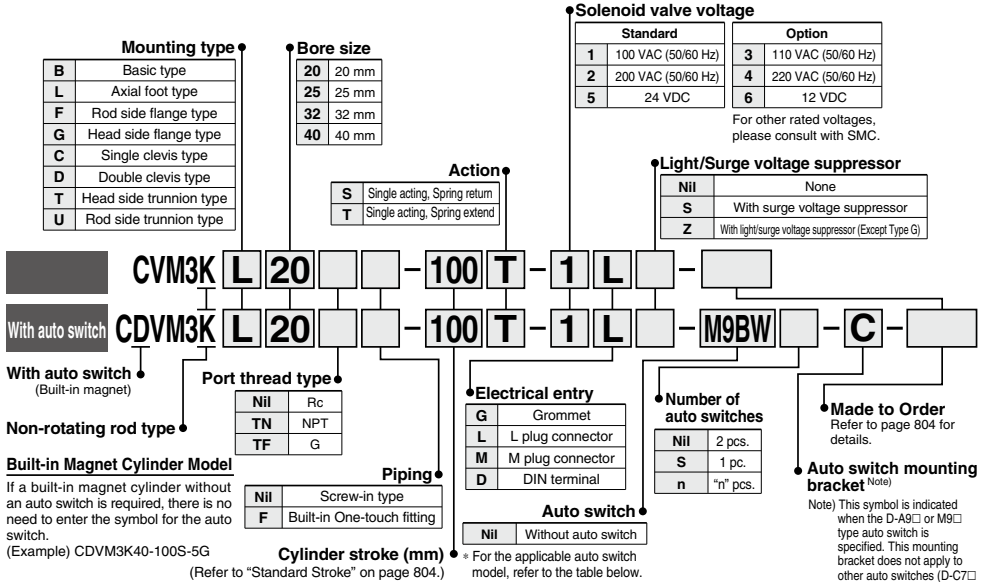 Solenoid valve voltage
Standard
1 100 VAC (50/60 Hz)
2 200 VAC (50/60 Hz)
5 24 VDC
Option
3 110 VAC (50/60 Hz)
4 220 VAC (50/60 Hz)
6 12 VDC
For other rated voltages,
please consult with SMC.
Mounting type
B Basic type
L Axial foot type
F Rod side flange type
G Head side flange type
C Single clevis type
D Double clevis type
T Head side trunnion type
U Rod side trunnion type
Bore size
20 20 mm
25 25 mm
32 32 mm
40 40 mm
Action
S Single acting, Spring return
T Single acting, Spring extend
Light/Surge voltage suppressor
Nil None
S With surge voltage suppressor
Z With light/surge voltage suppressor (Except Type G)
CVM3K L 20 – 100 T – 1 L –
With auto switch CDVM3K L 20 – 100 T – 1 L – M9BW – C –
With auto switch
(Built-in magnet)
Non-rotating rod type
Built-in Magnet Cylinder Model
If a built-in magnet cylinder without
an auto switch is required, there is no
need to enter the symbol for the auto
switch.
(Example) CDVM3K40-100S-5G
Port thread type
Nil Rc
TN NPT
TF G
Piping
Nil Screw-in type
F Built-in One-touch fitting
Cylinder stroke (mm)
(Refer to “Standard Stroke” on page 804.)
Electrical entry
G Grommet
L L plug connector
M M plug connector
D DIN terminal
Auto switch
Nil Without auto switch
* For the applicable auto switch
model, refer to the table below.
Number of
auto switches
Nil 2 pcs.
S 1 pc.
n “n” pcs.
Made to Order
Refer to page 804 for
details.
Auto switch mounting
bracket Note)
Note) This symbol is indicated
when the D-A9□ or M9□
type auto switch is
specified. This mounting
bracket does not apply to
other auto switches (D-C7□